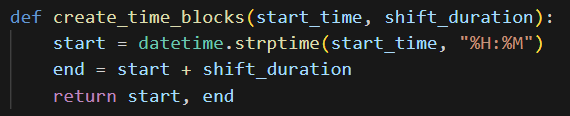 def create_time_blocks(start_time, shift_duration):
    start = datetime.strptime(start_time, "%H:%M")
    end = start + shift_duration
    return start, end